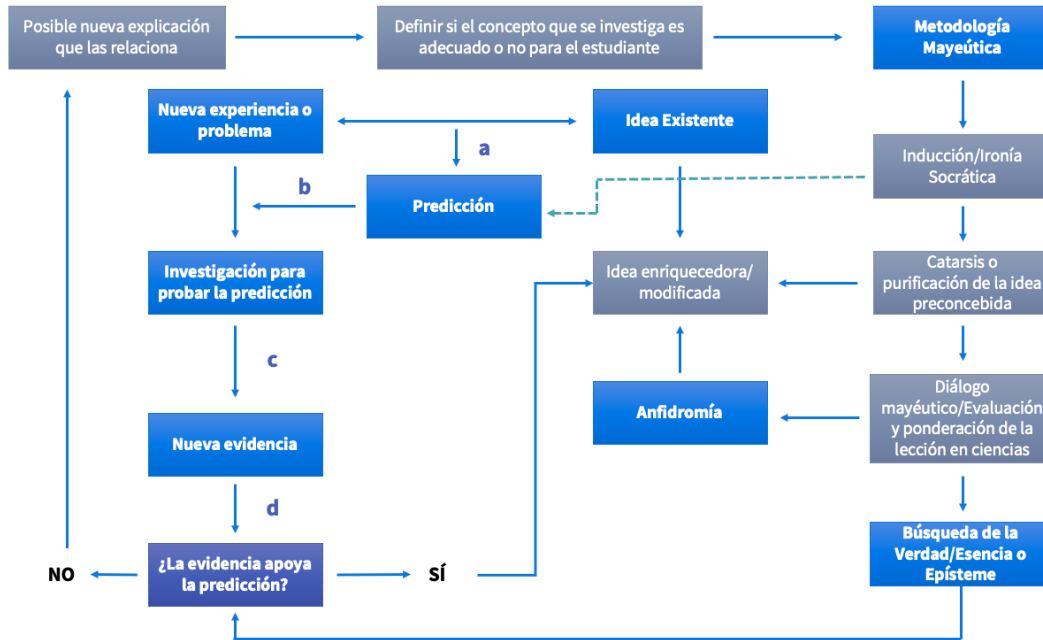 Posible nueva explicación
que las relaciona
Definir si el concepto que se investiga es
adecuado o no para el estudiante
Metodología
Mayeútica
Nueva experiencia o
problema
Idea Existente
a
Inducción/Ironía
Socrática
b
Predicción
Investigación para
probar la predicción
Idea enriquecedora/
modificada
Catarsis o
purificación de la idea
preconcebida
c
Nueva evidencia
Anfidromía
Diálogo
mayéutico/Evaluación
y ponderación de la
lección en ciencias
d
NO
¿La evidencia apoya
la predicción?
SÍ
Búsqueda de la
Verdad/Esencia o
Epísteme